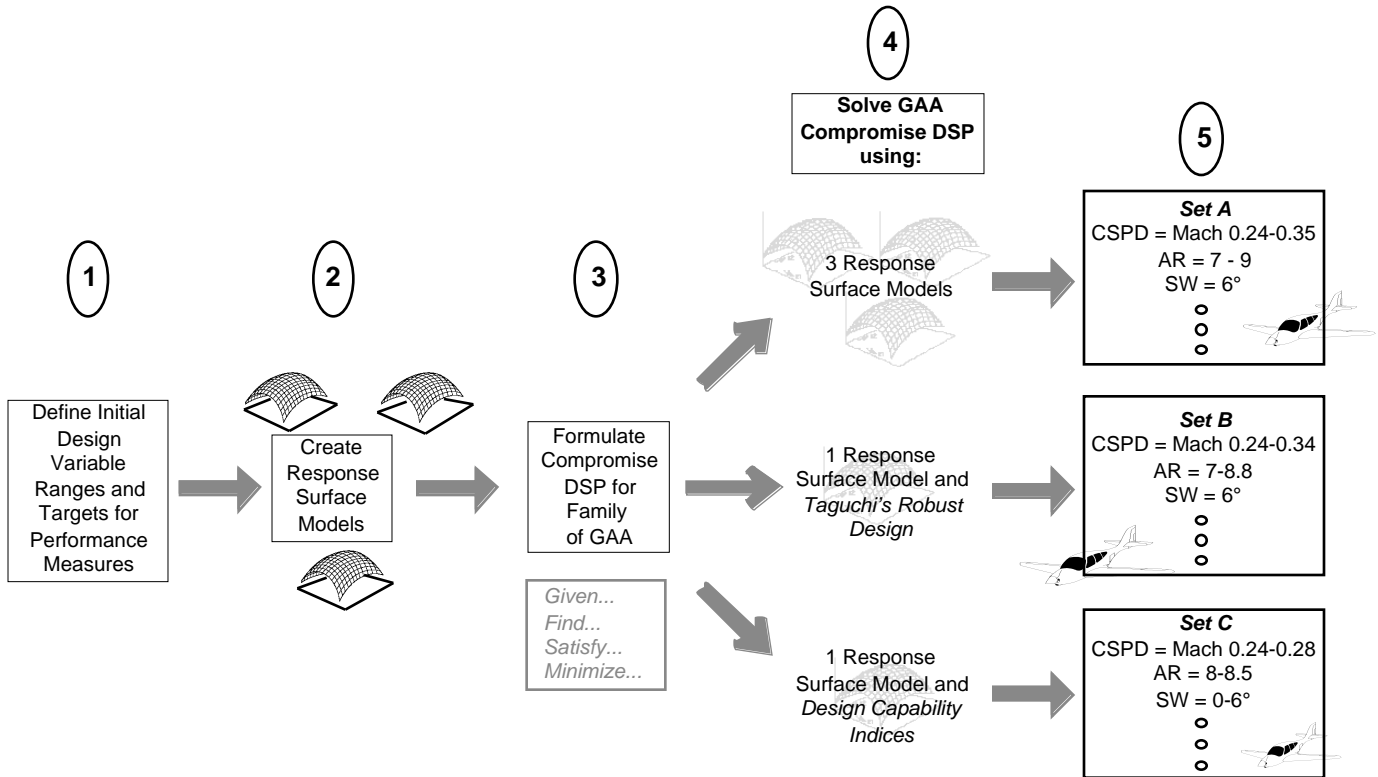 1
Define Initial
Design
Variable
Ranges and
Targets for
Performance
Measures
2
Create
Response
Surface
Models
3
Formulate
Compromise
DSP for
Family
of GAA
Given...
Find...
Satisfy...
Minimize...
4
Solve GAA
Compromise DSP
using:
3 Response
Surface Models
1 Response
Surface Model and
Taguchi's Robust
Design
1 Response
Surface Model and
Design Capability
Indices
5
Set A
CSPD = Mach 0.24-0.35
AR = 7 - 9
SW = 6°
Set B
CSPD = Mach 0.24-0.34
AR = 7-8.8
SW = 6°
Set C
CSPD = Mach 0.24-0.28
AR = 8-8.5
SW = 0-6°